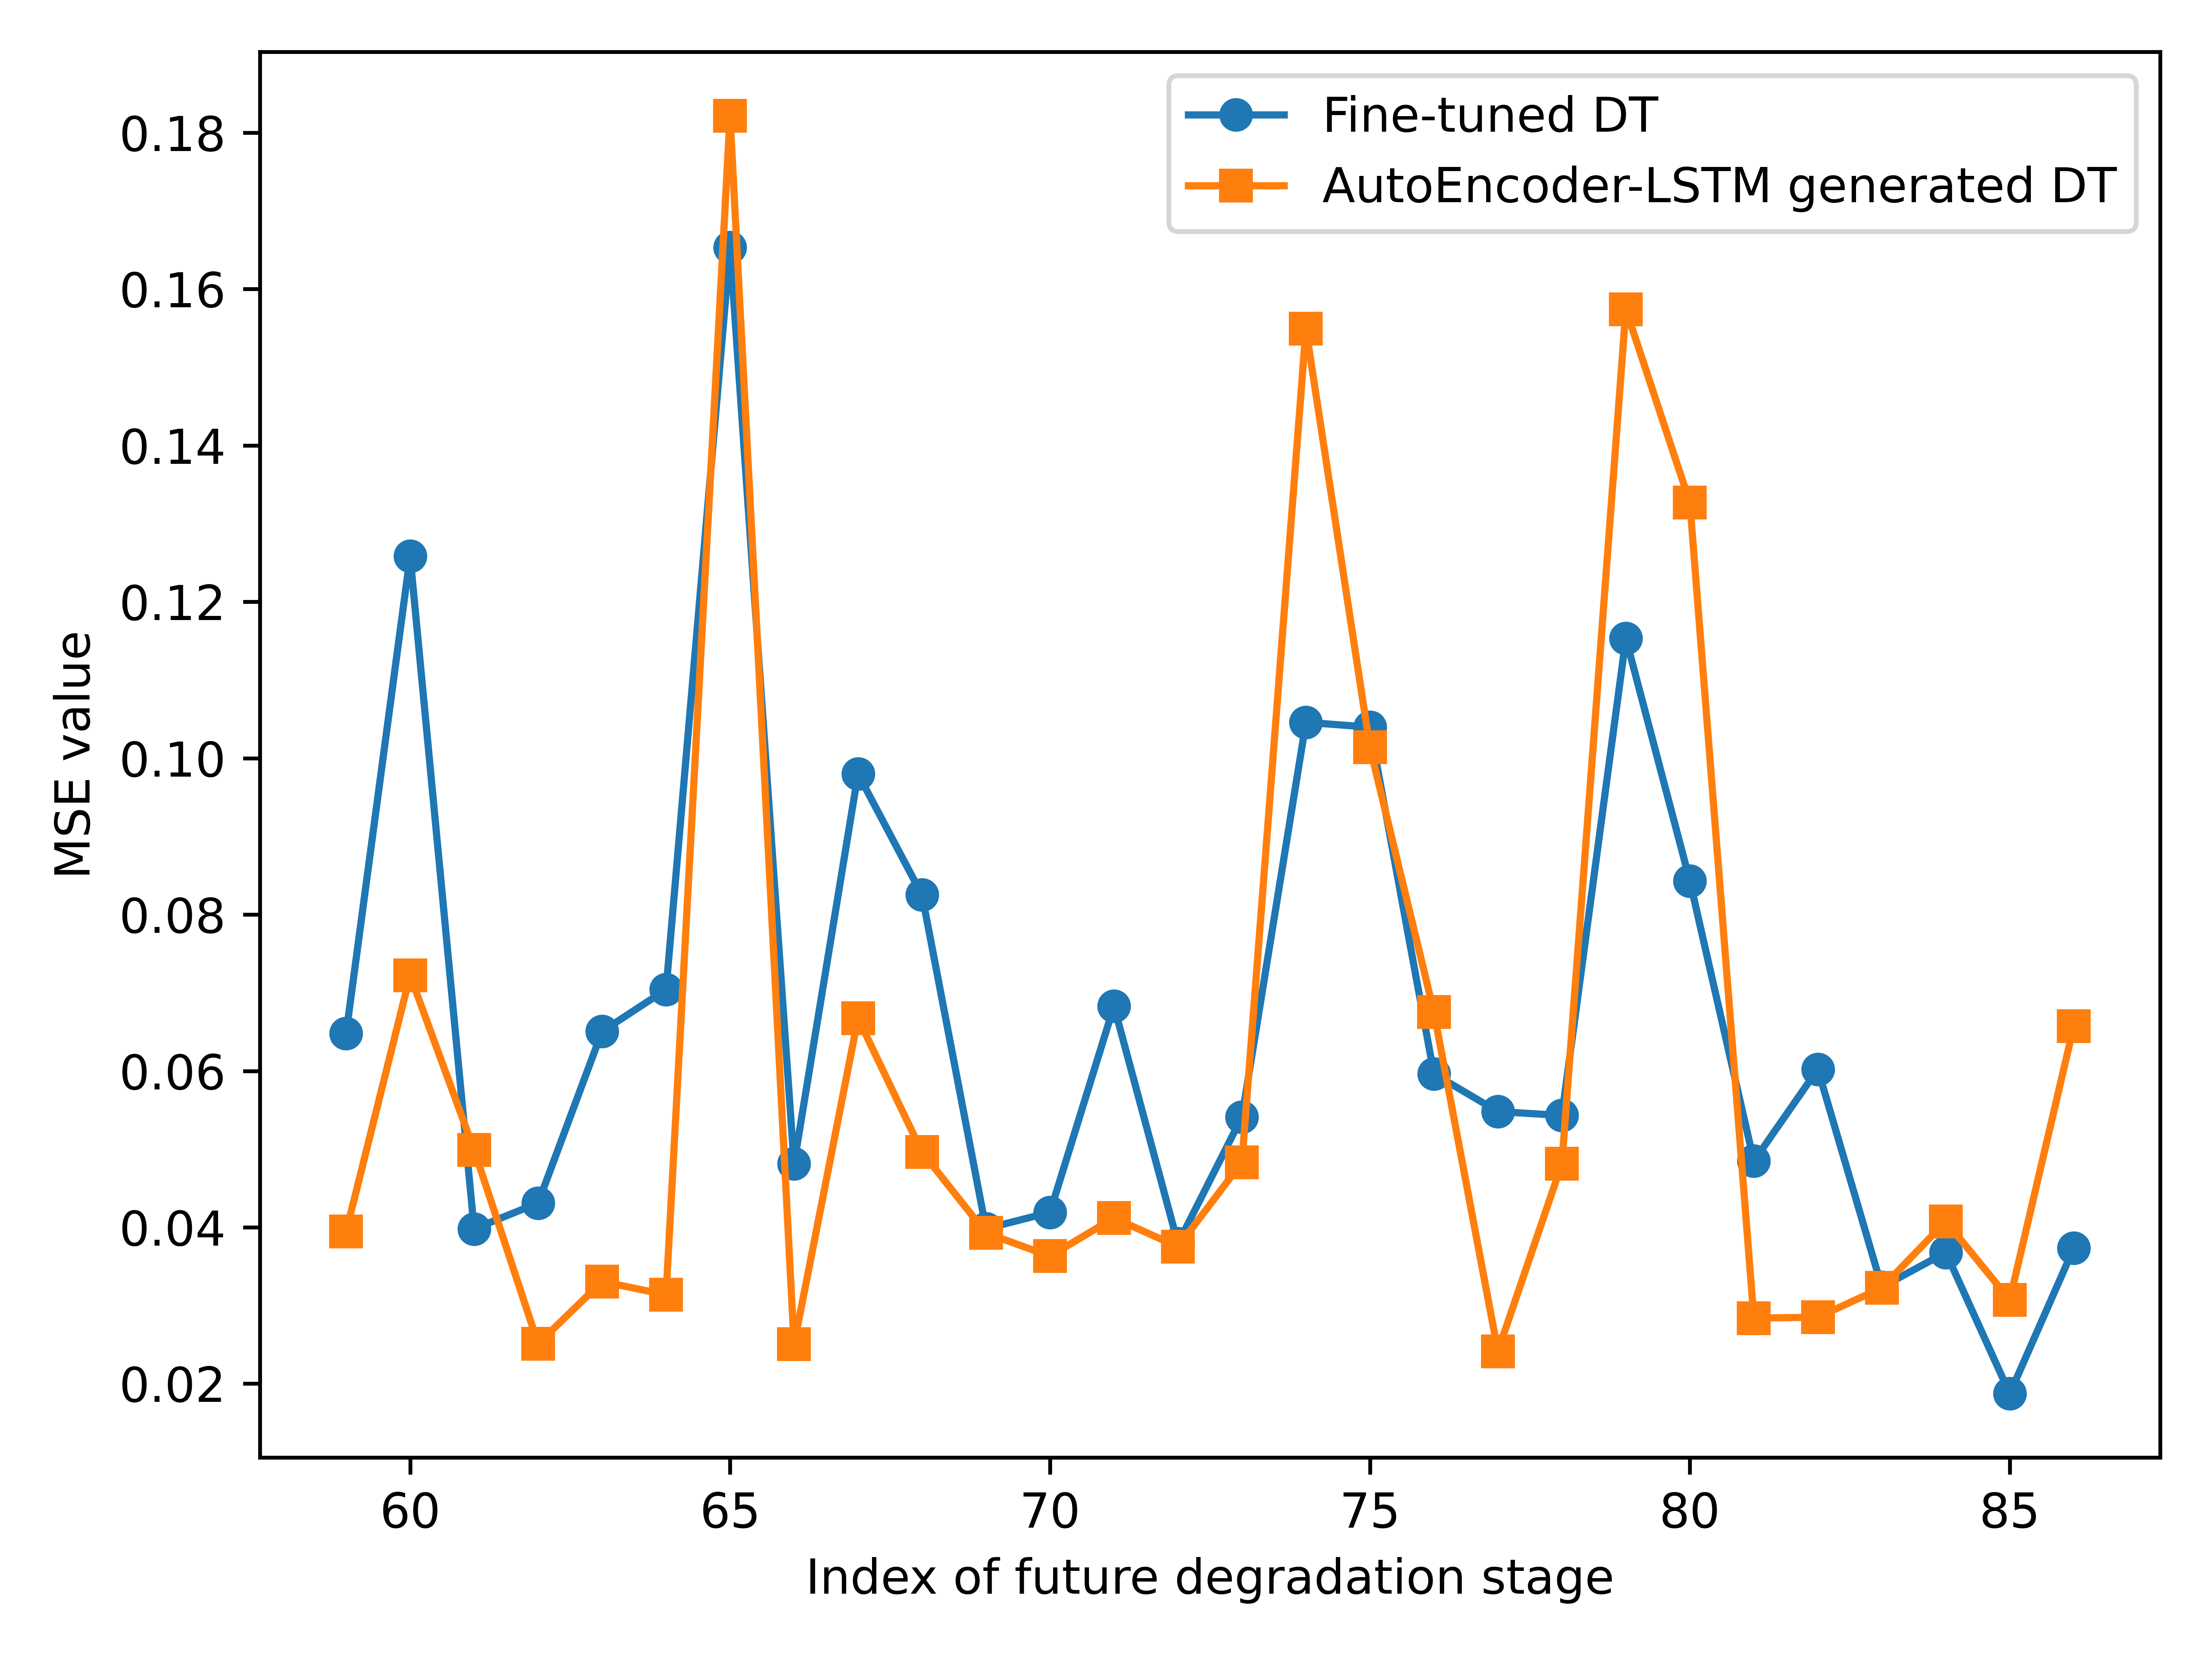 Fine-tuned DT
AutoEncoder-LSTM generated DT
MSE value
0.18
0.16
0.14
0.12
0.10
0.08
0.06
0.04
0.02
60 65 70 75 80 85
Index of future degradation stage